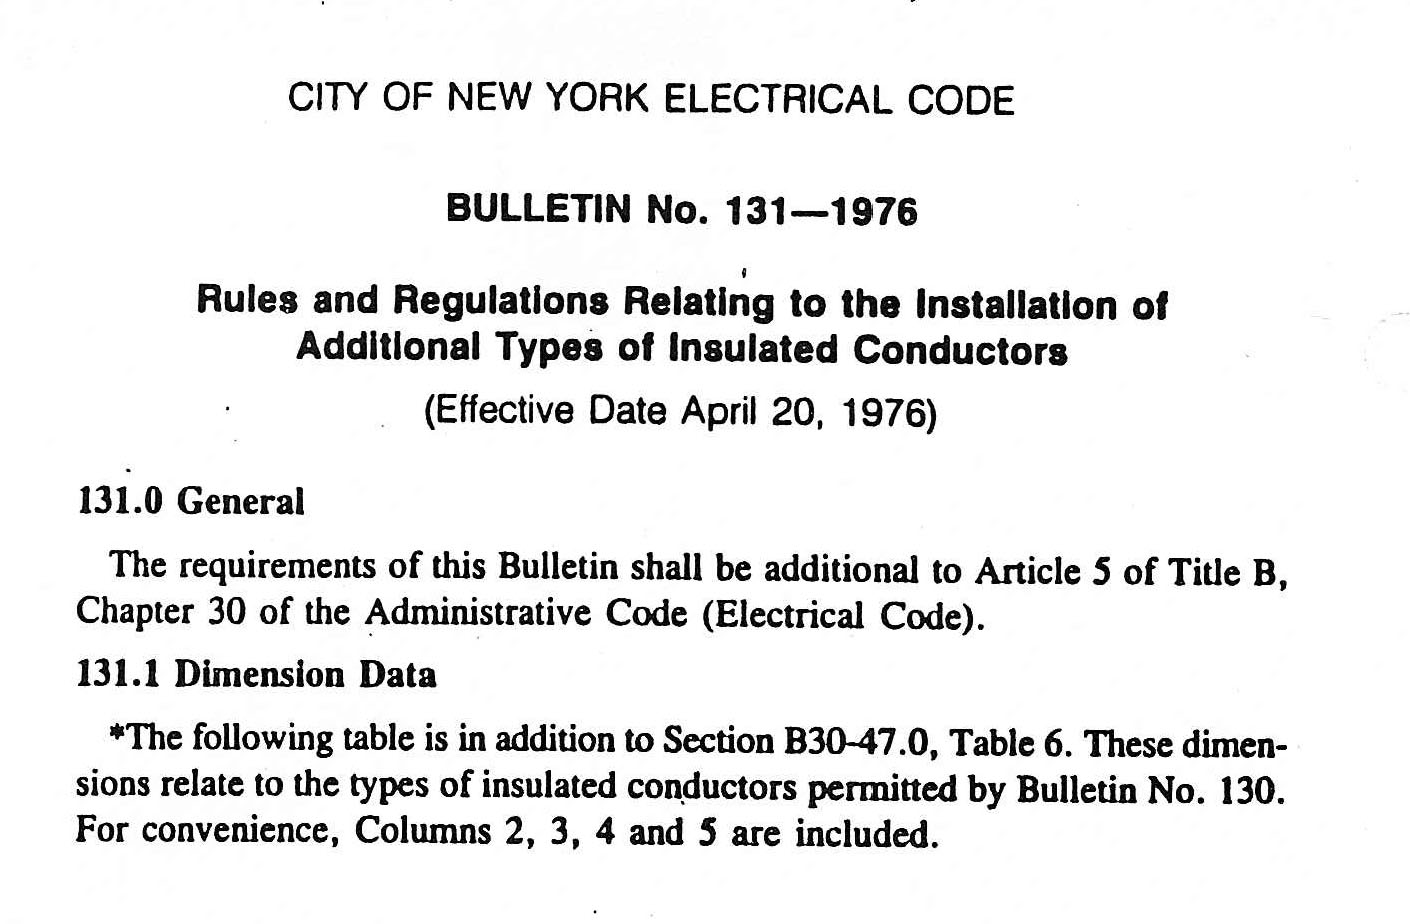 CITY OF NEW YORK ELECTRICAL CODE
BULLETIN No. 131—1976
Rules and Regulations Relating to the Installation of
Additional Types of Insulated Conductors
(Effective Date April 20, 1976)
131.0 General
The requirements of this Bulletin shall be additional to Article 5 of Title B,
Chapter 30 of the Administrative Code (Electrical Code).
131.1 Dimension Data
*The following table is in addition to Section B30-47.0, Table 6. These dimen-
sions relate to the types of insulated conductors permitted by Bulletin No. 130.
For convenience, Columns 2, 3, 4 and 5 are included.